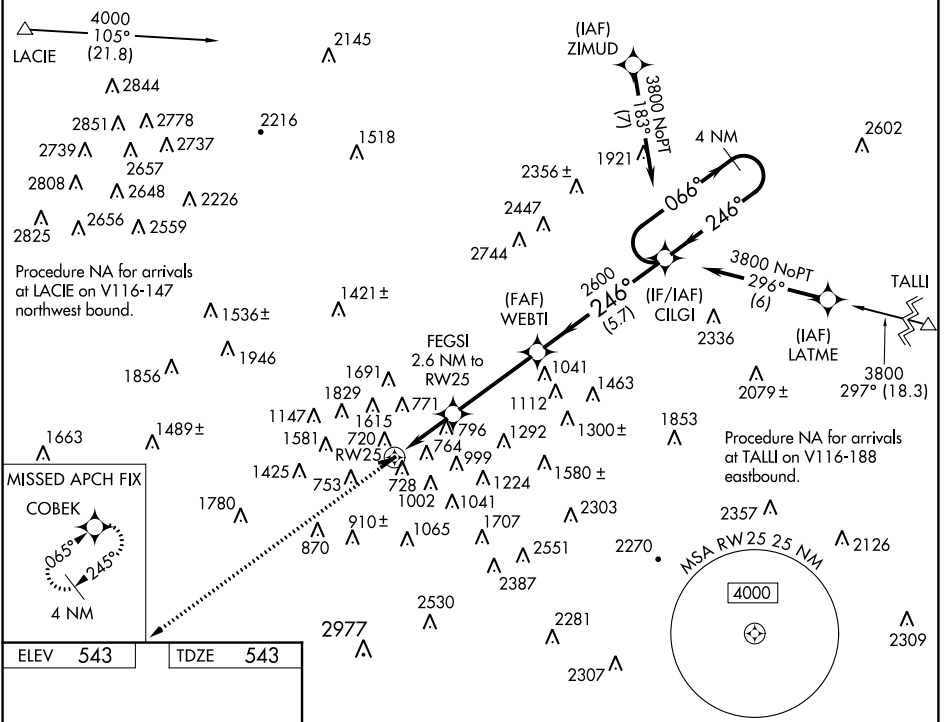 4000
105°
(21.8)
LACIE
2145
(IAF)
ZIMUD
3800 NoPT
183°
(7)
4 NM
2602
2844
2851
2778
2216
2739
2657
2737
1518
1921
2356 ±
2808
2648
2226
2447
066°
246°
2825
2656
2559
2744
Procedure NA for arrivals
at LACIE on V116-147
northwest bound.
2600
246°
(5.7)
(IF/IAF)
CILGI
3800 NoPT
296°
(6)
TALLI
1536±
1421±
(FAF)
WEBTI
2336
(IAF)
LATME
3800
297° (18.3)
1946
1856
FEGSI
2.6 NM to
RW25
1041
2079±
1691
1463
1829
771
1112
1147
1615
796
1292
1300±
1853
1663
1489±
1581
720
764
RW25
999
Procedure NA for arrivals
at TALLI on V116-188
eastbound.
1425
753
728
1224
1580 ±
1002
1041
MISSED APCH FIX
COBEK
065°
245°
4 NM
1780
870
910±
1065
1707
2303
2357
2551
2387
2270
2126
MSA RW25 25 NM
4000
2530
2977
2281
2307
2309
ELEV 543
TDZE 543